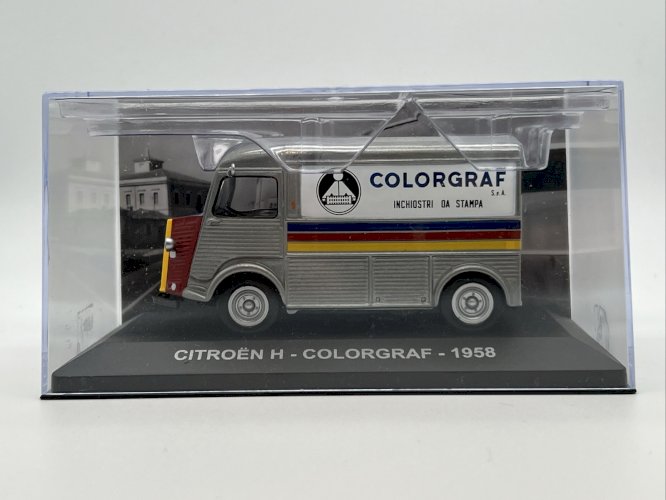 COLORGRAF
S.p.A.
INCHIOSTRI DA STAMPA
CITROËN H - COLORGRAF - 1958